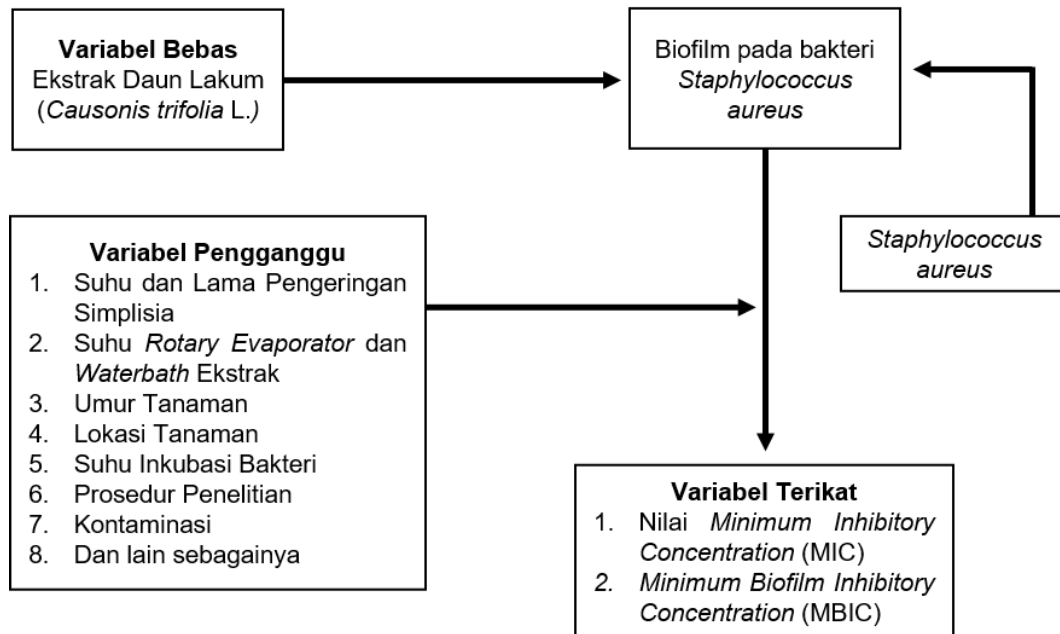 Variabel Bebas
Ekstrak Daun Lakum
(Causonis trifolia L.)
Biofilm pada bakteri
Staphylococcus
aureus
Staphylococcus
aureus
Variabel Pengganggu
1. Suhu dan Lama Pengeringan
Simplisia
2. Suhu Rotary Evaporator dan
Waterbath Ekstrak
3. Umur Tanaman
4. Lokasi Tanaman
5. Suhu Inkubasi Bakteri
6. Prosedur Penelitian
7. Kontaminasi
8. Dan lain sebagainya
Variabel Terikat
1. Nilai Minimum Inhibitory
Concentration (MIC)
2. Minimum Biofilm Inhibitory
Concentration (MBIC)